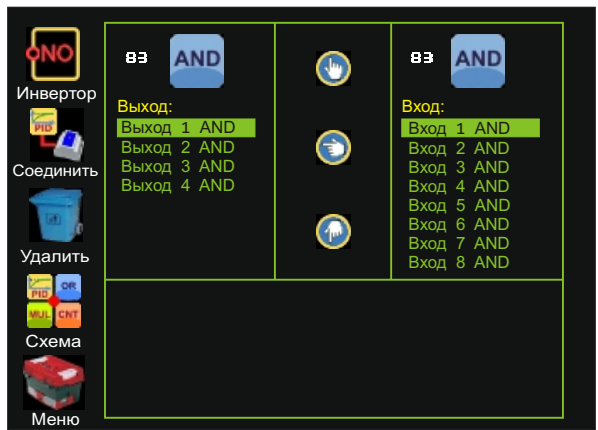 NO
Инвертор
PID
Соединить
Удалить
PID OR
MUL CNT
Схема
Меню
83 AND
Выход:
Выход 1 AND
Выход 2 AND
Выход 3 AND
Выход 4 AND
83 AND
Вход:
Вход 1 AND
Вход 2 AND
Вход 3 AND
Вход 4 AND
Вход 5 AND
Вход 6 AND
Вход 7 AND
Вход 8 AND